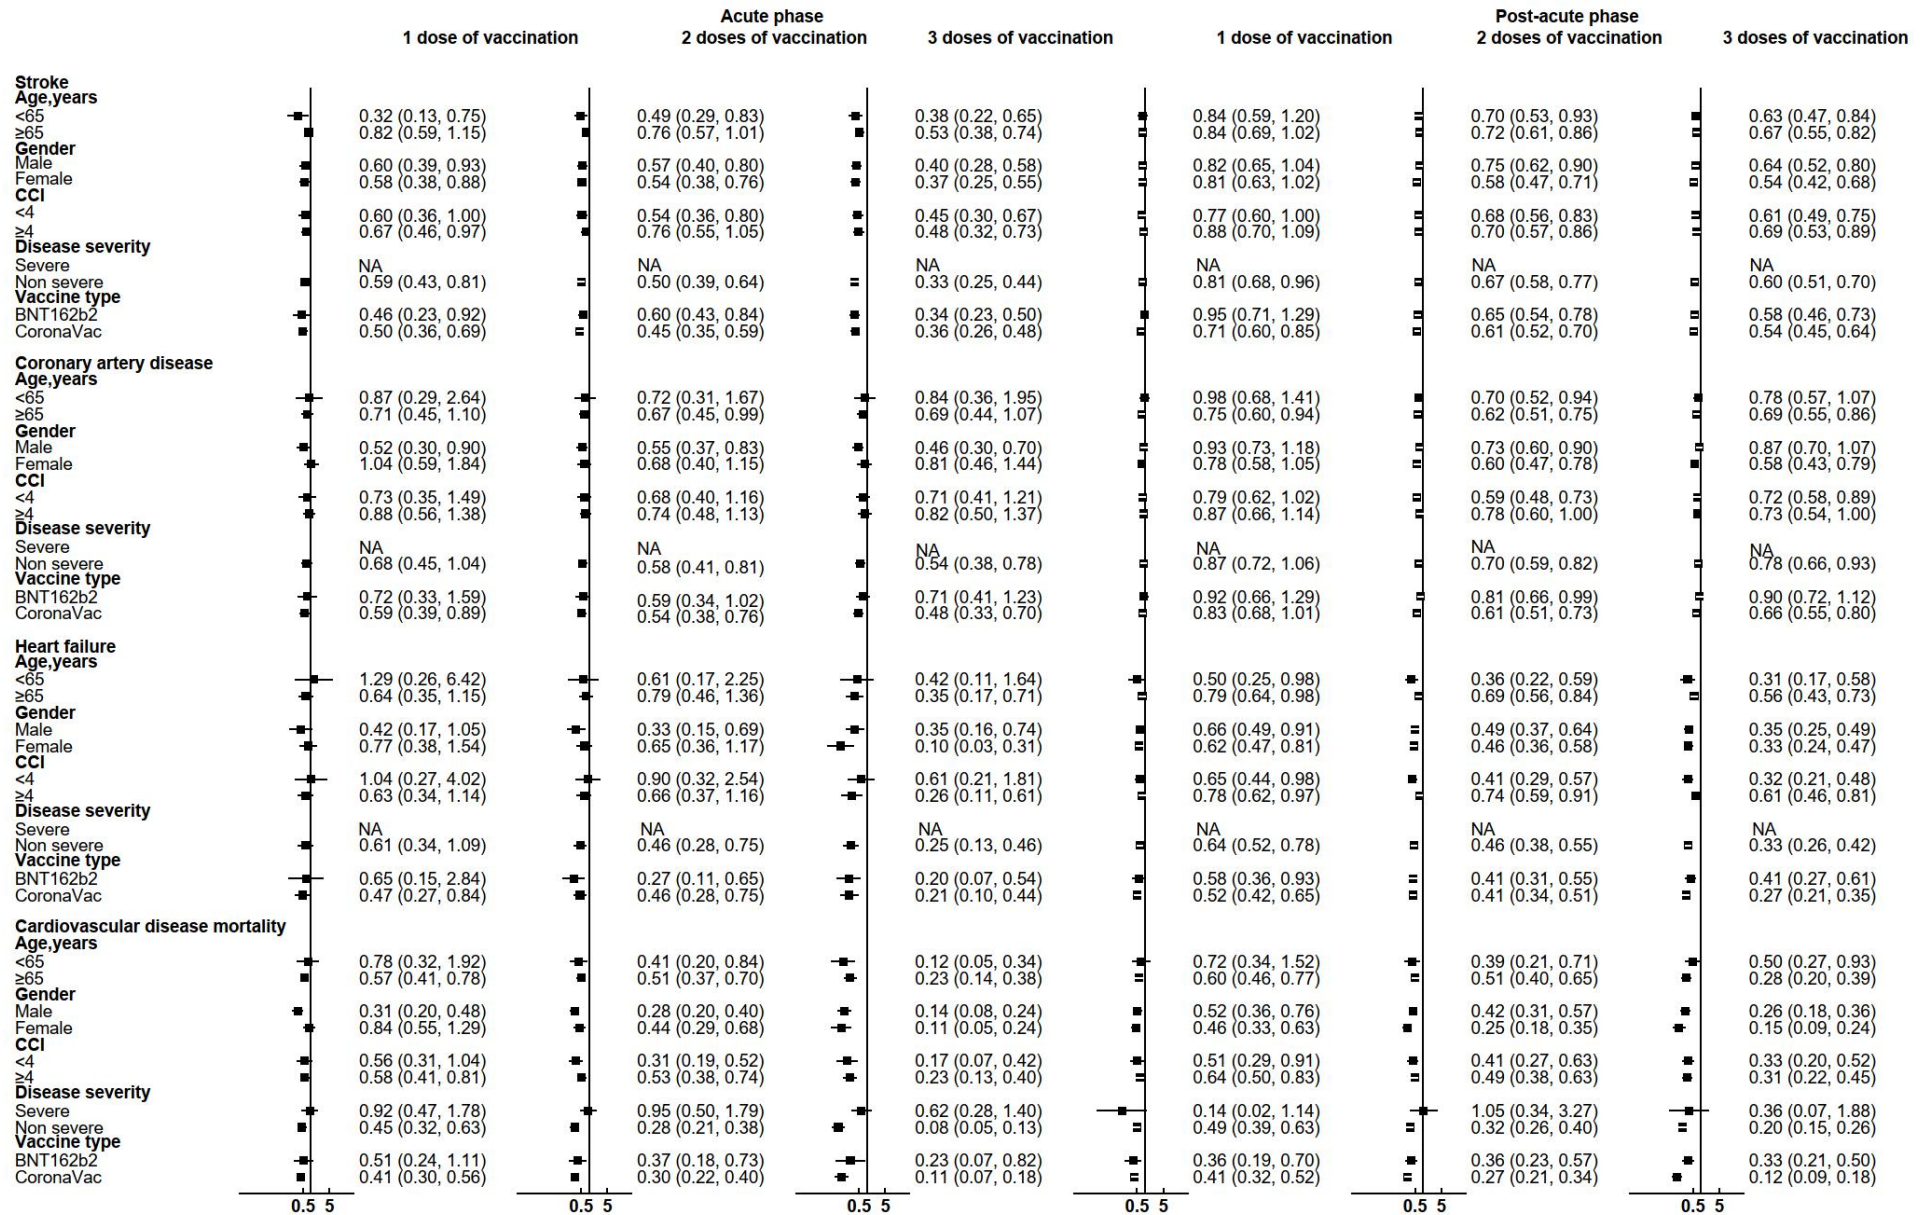 Acute phase Post-acute phase
1 dose of vaccination 2 doses of vaccination 3 doses of vaccination 1 dose of vaccination 2 doses of vaccination 3 doses of vaccination
Stroke
Age,years
<65 0.32 (0.13, 0.75) 0.49 (0.29, 0.83) 0.38 (0.22, 0.65) 0.84 (0.59, 1.20) 0.70 (0.53, 0.93) 0.63 (0.47, 0.84)
≥65 0.82 (0.59, 1.15) 0.76 (0.57, 1.01) 0.53 (0.38, 0.74) 0.84 (0.69, 1.02) 0.72 (0.61, 0.86) 0.67 (0.55, 0.82)
Gender
Male 0.60 (0.39, 0.93) 0.57 (0.40, 0.80) 0.40 (0.28, 0.58) 0.82 (0.65, 1.04) 0.75 (0.62, 0.90) 0.64 (0.52, 0.80)
Female 0.58 (0.38, 0.88) 0.54 (0.38, 0.76) 0.37 (0.25, 0.55) 0.81 (0.63, 1.02) 0.58 (0.47, 0.71) 0.54 (0.42, 0.68)
CCI
<4 0.60 (0.36, 1.00) 0.54 (0.36, 0.80) 0.45 (0.30, 0.67) 0.77 (0.60, 1.00) 0.68 (0.56, 0.83) 0.61 (0.49, 0.75)
≥4 0.67 (0.46, 0.97) 0.76 (0.55, 1.05) 0.48 (0.32, 0.73) 0.88 (0.70, 1.09) 0.70 (0.57, 0.86) 0.69 (0.53, 0.89)
Disease severity
Severe NA NA NA NA NA NA
Non severe 0.59 (0.43, 0.81) 0.50 (0.39, 0.64) 0.33 (0.25, 0.44) 0.81 (0.68, 0.96) 0.67 (0.58, 0.77) 0.60 (0.51, 0.70)
Vaccine type
BNT162b2 0.46 (0.23, 0.92) 0.60 (0.43, 0.84) 0.34 (0.23, 0.50) 0.95 (0.71, 1.29) 0.65 (0.54, 0.78) 0.58 (0.46, 0.73)
CoronaVac 0.50 (0.36, 0.69) 0.45 (0.35, 0.59) 0.36 (0.26, 0.48) 0.71 (0.60, 0.85) 0.61 (0.52, 0.70) 0.54 (0.45, 0.64)
Coronary artery disease
Age,years
<65 0.87 (0.29, 2.64) 0.72 (0.31, 1.67) 0.84 (0.36, 1.95) 0.98 (0.68, 1.41) 0.70 (0.52, 0.94) 0.78 (0.57, 1.07)
≥65 0.71 (0.45, 1.10) 0.67 (0.45, 0.99) 0.69 (0.44, 1.07) 0.75 (0.60, 0.94) 0.62 (0.51, 0.75) 0.69 (0.55, 0.86)
Gender
Male 0.52 (0.30, 0.90) 0.55 (0.37, 0.83) 0.46 (0.30, 0.70) 0.93 (0.73, 1.18) 0.73 (0.60, 0.90) 0.87 (0.70, 1.07)
Female 1.04 (0.59, 1.84) 0.68 (0.40, 1.15) 0.81 (0.46, 1.44) 0.78 (0.58, 1.05) 0.60 (0.47, 0.78) 0.58 (0.43, 0.79)
CCI
<4 0.73 (0.35, 1.49) 0.68 (0.40, 1.16) 0.71 (0.41, 1.21) 0.79 (0.62, 1.02) 0.59 (0.48, 0.73) 0.72 (0.58, 0.89)
≥4 0.88 (0.56, 1.38) 0.74 (0.48, 1.13) 0.82 (0.50, 1.37) 0.87 (0.66, 1.14) 0.78 (0.60, 1.00) 0.73 (0.54, 1.00)
Disease severity
Severe NA NA NA NA NA NA
Non severe 0.68 (0.45, 1.04) 0.58 (0.41, 0.81) 0.54 (0.38, 0.78) 0.87 (0.72, 1.06) 0.70 (0.59, 0.82) 0.78 (0.66, 0.93)
Vaccine type
BNT162b2 0.72 (0.33, 1.59) 0.59 (0.34, 1.02) 0.71 (0.41, 1.23) 0.92 (0.66, 1.29) 0.81 (0.66, 0.99) 0.90 (0.72, 1.12)
CoronaVac 0.59 (0.39, 0.89) 0.54 (0.38, 0.76) 0.48 (0.33, 0.70) 0.83 (0.68, 1.01) 0.61 (0.51, 0.73) 0.66 (0.55, 0.80)
Heart failure
Age,years
<65 1.29 (0.26, 6.42) 0.61 (0.17, 2.25) 0.42 (0.11, 1.64) 0.50 (0.25, 0.98) 0.36 (0.22, 0.59) 0.31 (0.17, 0.58)
≥65 0.64 (0.35, 1.15) 0.79 (0.46, 1.36) 0.35 (0.17, 0.71) 0.79 (0.64, 0.98) 0.69 (0.56, 0.84) 0.56 (0.43, 0.73)
Gender
Male 0.42 (0.17, 1.05) 0.33 (0.15, 0.69) 0.35 (0.16, 0.74) 0.66 (0.49, 0.91) 0.49 (0.37, 0.64) 0.35 (0.25, 0.49)
Female 0.77 (0.38, 1.54) 0.65 (0.36, 1.17) 0.10 (0.03, 0.31) 0.62 (0.47, 0.81) 0.46 (0.36, 0.58) 0.33 (0.24, 0.47)
CCI
<4 1.04 (0.27, 4.02) 0.90 (0.32, 2.54) 0.61 (0.21, 1.81) 0.65 (0.44, 0.98) 0.41 (0.29, 0.57) 0.32 (0.21, 0.48)
≥4 0.63 (0.34, 1.14) 0.66 (0.37, 1.16) 0.26 (0.11, 0.61) 0.78 (0.62, 0.97) 0.74 (0.59, 0.91) 0.61 (0.46, 0.81)
Disease severity
Severe NA NA NA NA NA NA
Non severe 0.61 (0.34, 1.09) 0.46 (0.28, 0.75) 0.25 (0.13, 0.46) 0.64 (0.52, 0.78) 0.46 (0.38, 0.55) 0.33 (0.26, 0.42)
Vaccine type
BNT162b2 0.65 (0.15, 2.84) 0.27 (0.11, 0.65) 0.20 (0.07, 0.54) 0.58 (0.36, 0.93) 0.41 (0.31, 0.55) 0.41 (0.27, 0.61)
CoronaVac 0.47 (0.27, 0.84) 0.46 (0.28, 0.75) 0.21 (0.10, 0.44) 0.52 (0.42, 0.65) 0.41 (0.34, 0.51) 0.27 (0.21, 0.35)
Cardiovascular disease mortality
Age,years
<65 0.78 (0.32, 1.92) 0.41 (0.20, 0.84) 0.12 (0.05, 0.34) 0.72 (0.34, 1.52) 0.39 (0.21, 0.71) 0.50 (0.27, 0.93)
≥65 0.57 (0.41, 0.78) 0.51 (0.37, 0.70) 0.23 (0.14, 0.38) 0.60 (0.46, 0.77) 0.51 (0.40, 0.65) 0.28 (0.20, 0.39)
Gender
Male 0.31 (0.20, 0.48) 0.28 (0.20, 0.40) 0.14 (0.08, 0.24) 0.52 (0.36, 0.76) 0.42 (0.31, 0.57) 0.26 (0.18, 0.36)
Female 0.84 (0.55, 1.29) 0.44 (0.29, 0.68) 0.11 (0.05, 0.24) 0.46 (0.33, 0.63) 0.25 (0.18, 0.35) 0.15 (0.09, 0.24)
CCI
<4 0.56 (0.31, 1.04) 0.31 (0.19, 0.52) 0.17 (0.07, 0.42) 0.51 (0.29, 0.91) 0.41 (0.27, 0.63) 0.33 (0.20, 0.52)
≥4 0.58 (0.41, 0.81) 0.53 (0.38, 0.74) 0.23 (0.13, 0.40) 0.64 (0.50, 0.83) 0.49 (0.38, 0.63) 0.31 (0.22, 0.45)
Disease severity
Severe 0.92 (0.47, 1.78) 0.95 (0.50, 1.79) 0.62 (0.28, 1.40) 0.14 (0.02, 1.14) 1.05 (0.34, 3.27) 0.36 (0.07, 1.88)
Non severe 0.45 (0.32, 0.63) 0.28 (0.21, 0.38) 0.08 (0.05, 0.13) 0.49 (0.39, 0.63) 0.32 (0.26, 0.40) 0.20 (0.15, 0.26)
Vaccine type
BNT162b2 0.51 (0.24, 1.11) 0.37 (0.18, 0.73) 0.23 (0.07, 0.82) 0.36 (0.19, 0.70) 0.36 (0.23, 0.57) 0.33 (0.21, 0.50)
CoronaVac 0.41 (0.30, 0.56) 0.30 (0.22, 0.40) 0.11 (0.07, 0.18) 0.41 (0.32, 0.52) 0.27 (0.21, 0.34) 0.12 (0.09, 0.18)
0.5 5 0.5 5 0.5 5 0.5 5 0.5 5 0.5 5